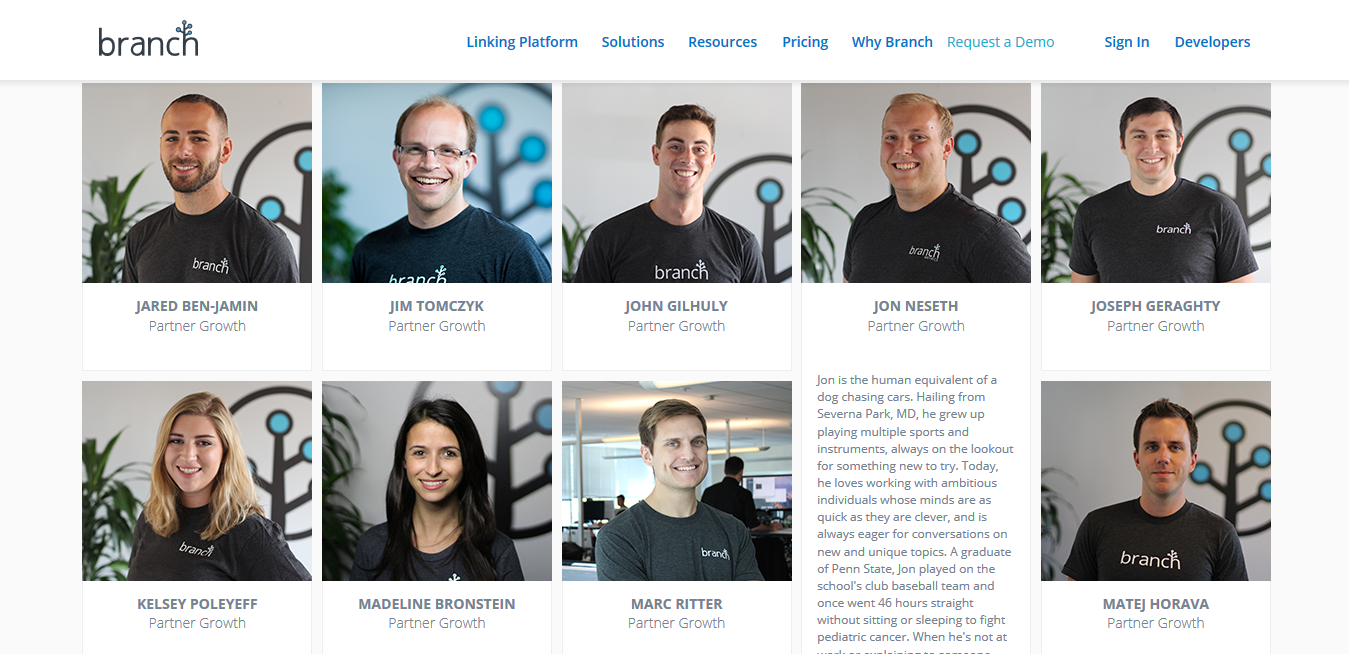 branch
Linking Platform Solutions Resources Pricing Why Branch Request a Demo Sign In Developers
branch
branch
branch
branch
branch
JARED BEN-JAMIN
Partner Growth
JIM TOMCZYK
Partner Growth
JOHN GILHULY
Partner Growth
JON NESETH
Partner Growth
JOSEPH GERAGHTY
Partner Growth
Jon is the human equivalent of a
dog chasing cars. Hailing from
Severna Park, MD, he grew up
playing multiple sports and
instruments, always on the lookout
for something new to try. Today,
he loves working with ambitious
individuals whose minds are as
quick as they are clever, and is
always eager for conversations on
new and unique topics. A graduate
of Penn State, Jon played on the
school's club baseball team and
once went 46 hours straight
without sitting or sleeping to fight
pediatric cancer. When he's not at
branch
branch
branch
KELSEY POLEYEFF
Partner Growth
MADELINE BRONSTEIN
Partner Growth
MARC RITTER
Partner Growth
MATEJ HORAVA
Partner Growth